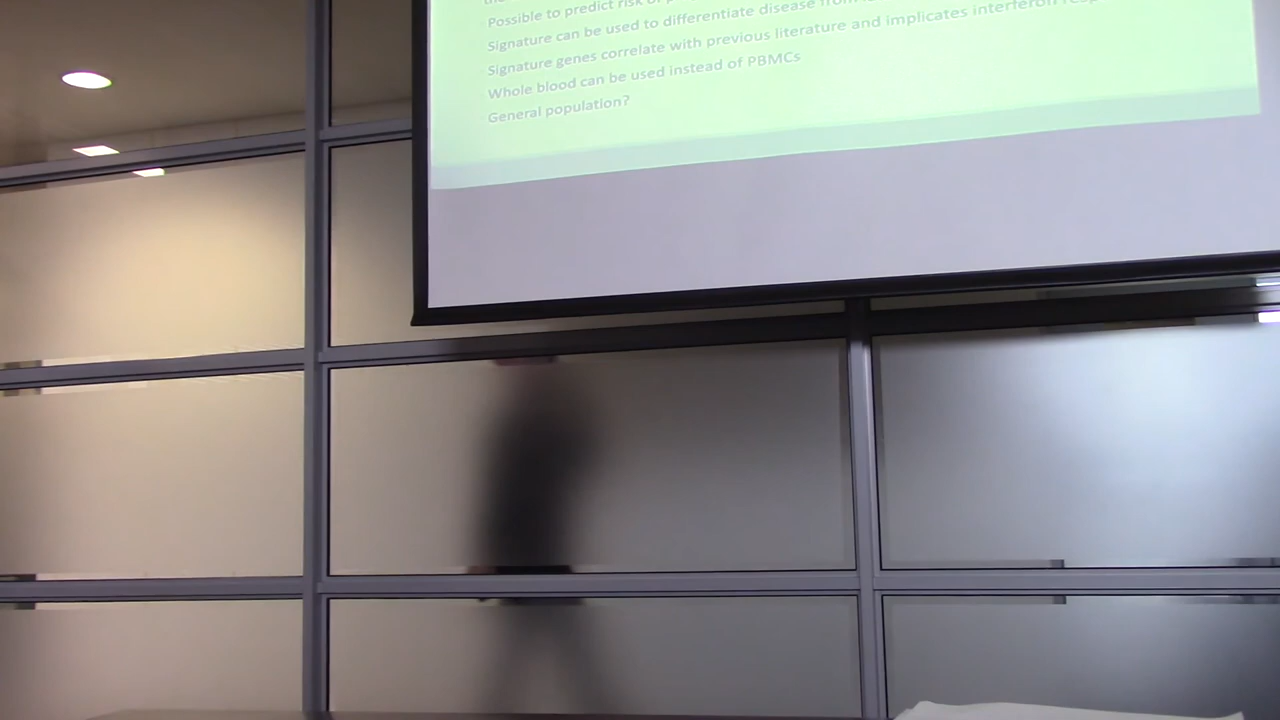 Possible to predict risk of
Signature can be used to differentiate disease from
Signature genes correlate with previous literature and implicates interferon
Whole blood can be used instead of PBMCs
General population?